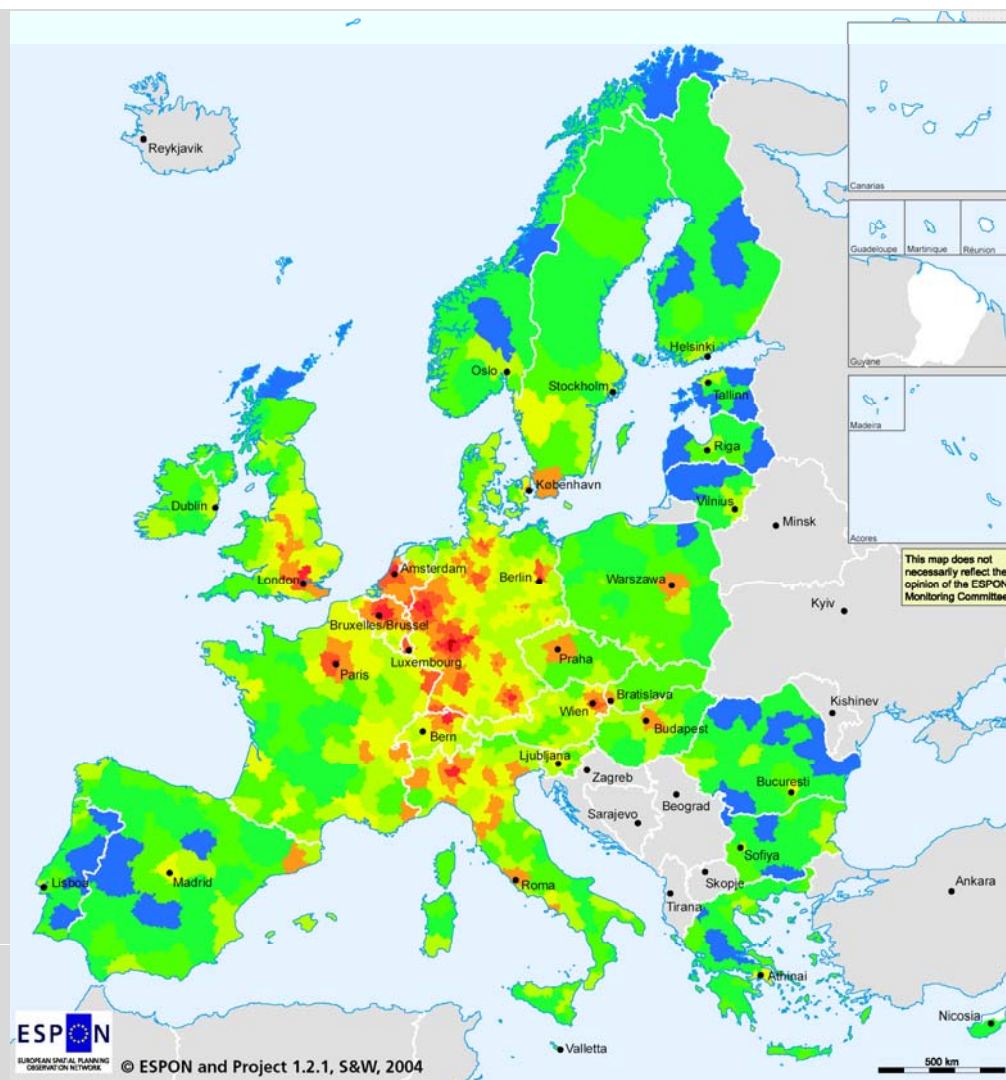 Reykjavik
Canarias
Guadeloupe
Martinique
Réunion
Guyane
Madeira
Acores
Helsinki
Oslo
Tallinn
Stockholm
Riga
København
Vilnius
Dublin
Minsk
This map does not
necessarily reflect the
opinion of the ESPON
Monitoring Committee
London
Amsterdam
Berlin
Warszawa
Kyiv
Bruxelles/Brussel
Luxembourg
Praha
Paris
Bratislava
Wien
Kishinev
Budapest
Bern
Ljubljana
Zagreb
Bucuresti
Beograd
Sarajevo
Sofiya
Lisboa
Madrid
Roma
Skopje
Tirana
Ankara
Athinai
Nicosia
Valletta
ESPON
EUROPEAN SPATIAL PLANNING
OBSERVATION NETWORK
© ESPON and Project 1.2.1, S&W, 2004
500 km